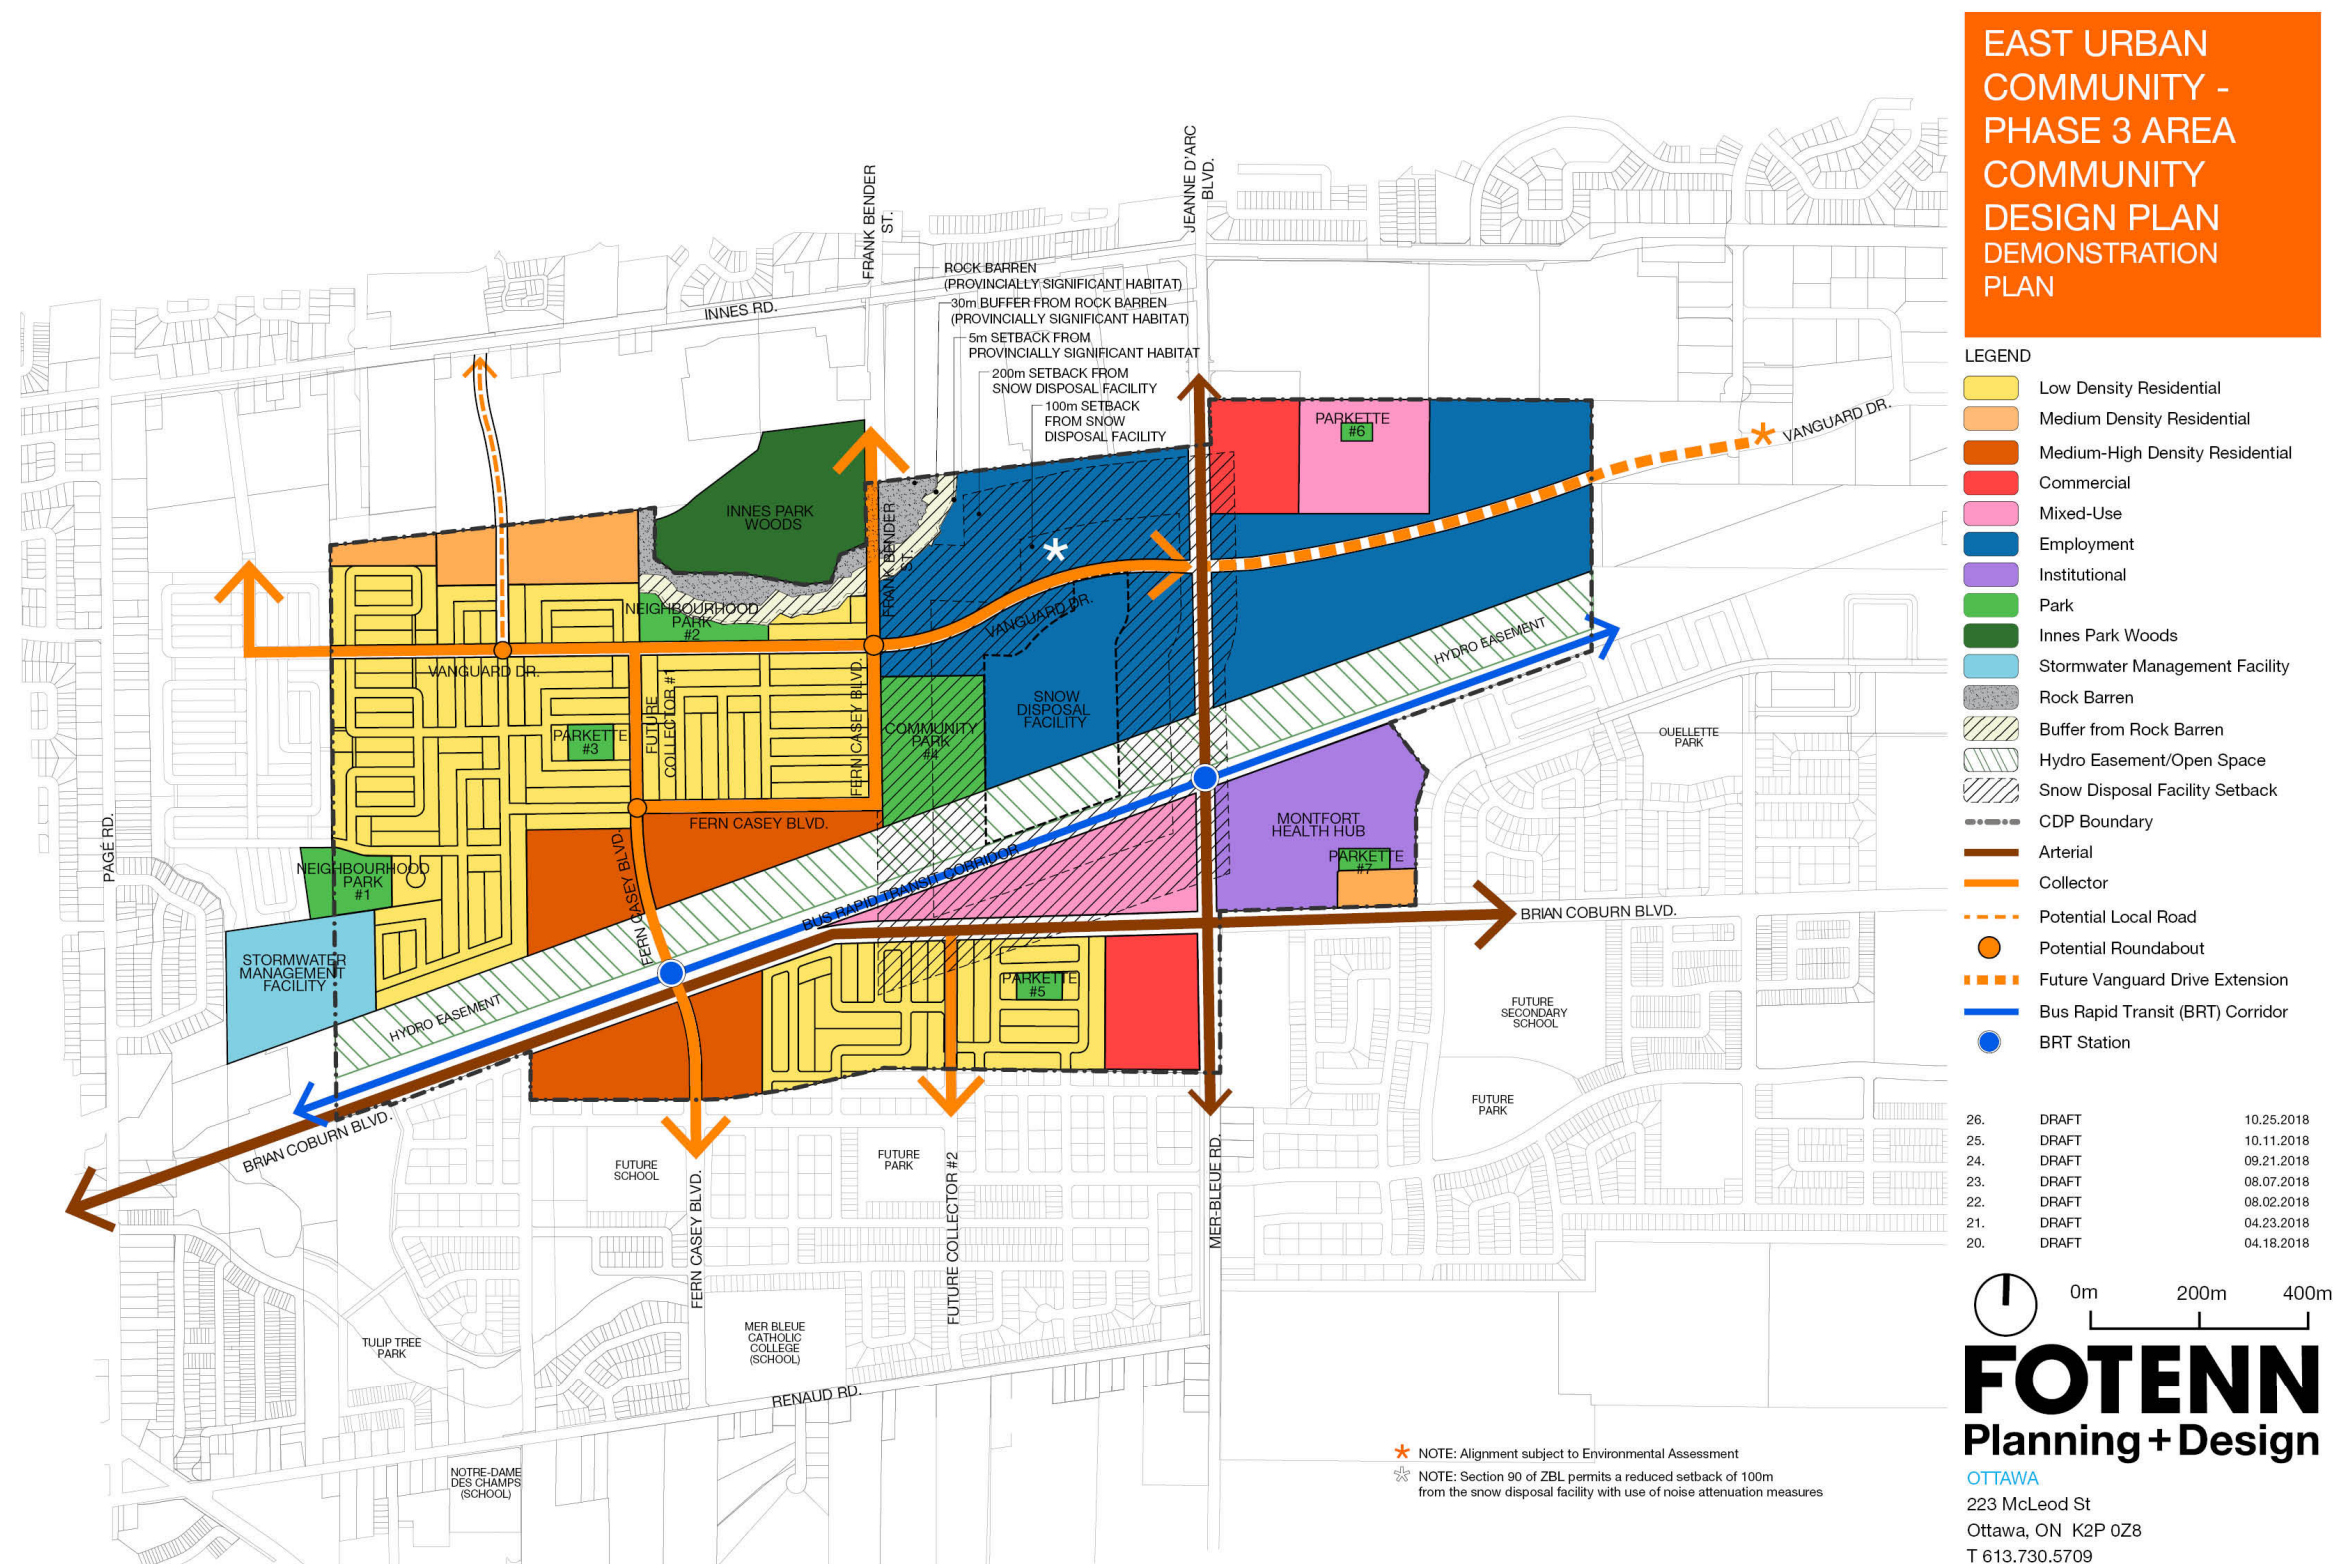 EAST URBAN
COMMUNITY -
PHASE 3 AREA
COMMUNITY
DESIGN PLAN
DEMONSTRATION
PLAN
LEGEND
Low Density Residential
Medium Density Residential
Medium-High Density Residential
Commercial
Mixed-Use
Employment
Institutional
Park
Innes Park Woods
Stormwater Management Facility
Rock Barren
Buffer from Rock Barren
Hydro Easement/Open Space
Snow Disposal Facility Setback
CDP Boundary
Arterial
Collector
Potential Local Road
Potential Roundabout
Future Vanguard Drive Extension
Bus Rapid Transit (BRT) Corridor
BRT Station
26. DRAFT 10.25.2018
25. DRAFT 10.11.2018
24. DRAFT 09.21.2018
23. DRAFT 08.07.2018
22. DRAFT 08.02.2018
21. DRAFT 04.23.2018
20. DRAFT 04.18.2018
0m 200m 400m
FOTENN
Planning + Design
OTTAWA
223 McLeod St
Ottawa, ON K2P 0Z8
T 613.730.5709
JEANNE D'ARC
BLVD.
FRANK BENDER
ST.
INNES RD.
ROCK BARREN
(PROVINCIALLY SIGNIFICANT HABITAT)
30m BUFFER FROM ROCK BARREN
(PROVINCIALLY SIGNIFICANT HABITAT)
5m SETBACK FROM
PROVINCIALLY SIGNIFICANT HABITAT
200m SETBACK FROM
SNOW DISPOSAL FACILITY
100m SETBACK
FROM SNOW
DISPOSAL FACILITY
PARKETTE
#6
* VANGUARD DR.
INNES PARK
WOODS
FRANK BENDER
ST.
*
NEIGHBOURHOOD
PARK
#2
VANGUARD DR.
VANGUARD DR.
HYDRO EASEMENT
FUTURE
COLLECTOR #1
PARKETTE
#3
FERN CASEY BLVD.
COMMUNITY
PARK
#4
SNOW
DISPOSAL
FACILITY
OUELLETTE
PARK
FERN CASEY BLVD.
MONTFORT
HEALTH HUB
PARKETTE
#7
PAGÉ RD.
NEIGHBOURHOOD
PARK
#1
FERN CASEY BLVD.
BUS RAPID TRANSIT CORRIDOR
BRIAN COBURN BLVD.
STORMWATER
MANAGEMENT
FACILITY
HYDRO EASEMENT
PARKETTE
#5
FUTURE
SECONDARY
SCHOOL
FUTURE
PARK
BRIAN COBURN BLVD.
FUTURE
SCHOOL
FUTURE
PARK
FERN CASEY BLVD.
FUTURE COLLECTOR #2
MER-BLEUE RD.
TULIP TREE
PARK
MER BLEUE
CATHOLIC
COLLEGE
(SCHOOL)
RENAUD RD.
NOTRE-DAME
DES CHAMPS
(SCHOOL)
* NOTE: Alignment subject to Environmental Assessment
* NOTE: Section 90 of ZBL permits a reduced setback of 100m
from the snow disposal facility with use of noise attenuation measures